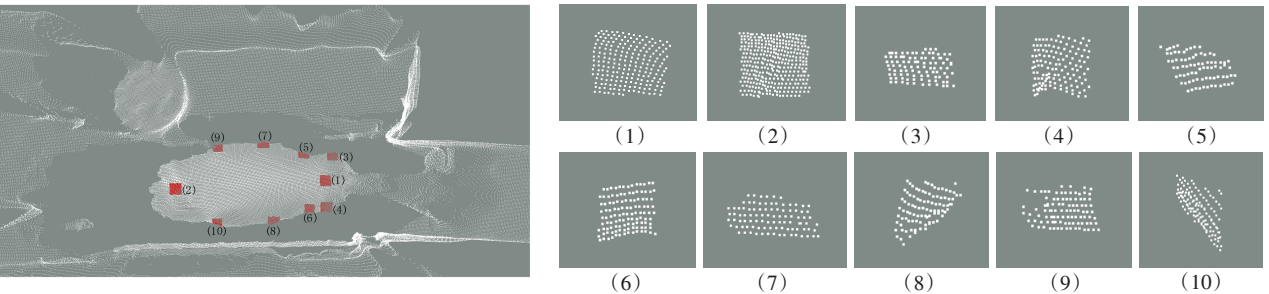 (9) (7) (5) (3)
(2) (1)
(10) (8) (6) (4)
(1) (2) (3) (4) (5)
(6) (7) (8) (9) (10)